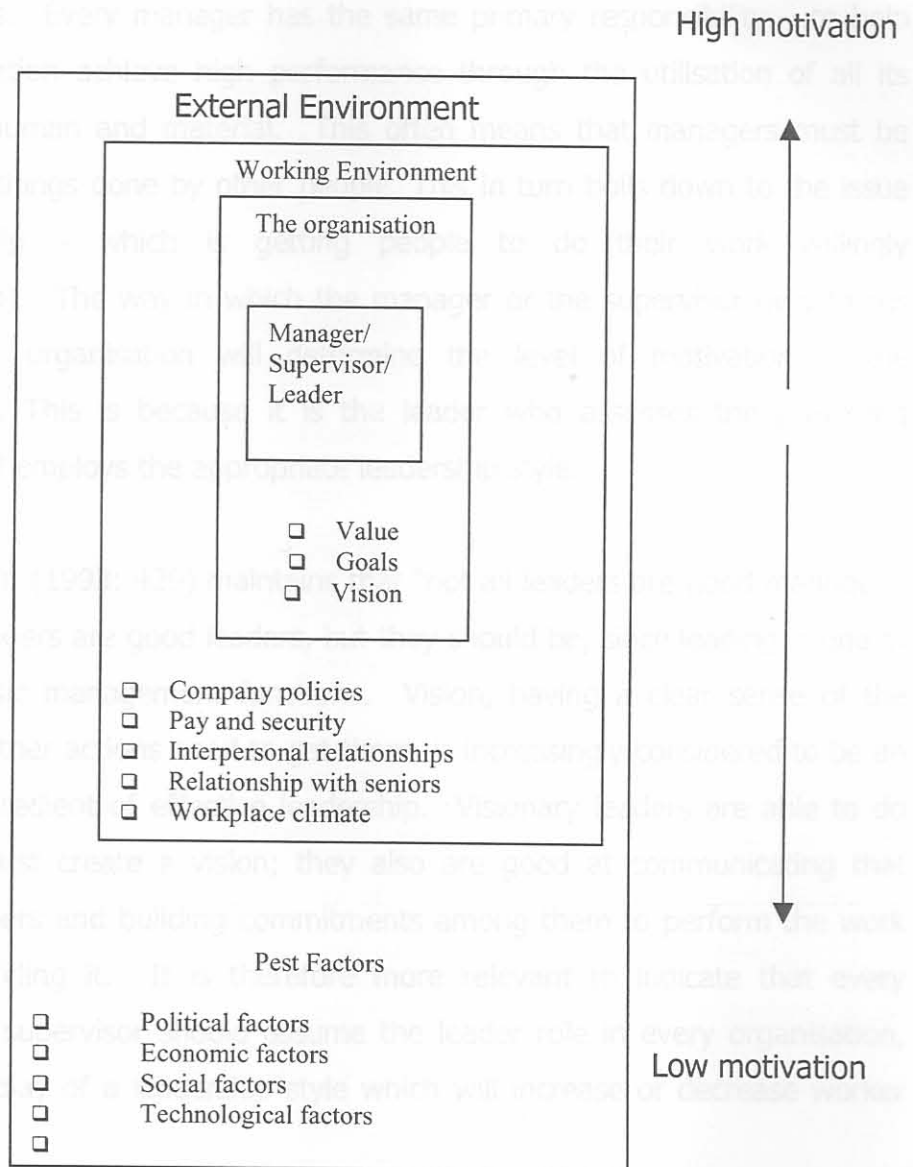 High motivation
External Environment
Working Environment
The organisation
Manager/
Supervisor/
Leader
❑ Value
❑ Goals
❑ Vision
❑ Company policies
❑ Pay and security
❑ Interpersonal relationships
❑ Relationship with seniors
❑ Workplace climate
Pest Factors
❑ Political factors
❑ Economic factors
❑ Social factors
❑ Technological factors
❑
Low motivation